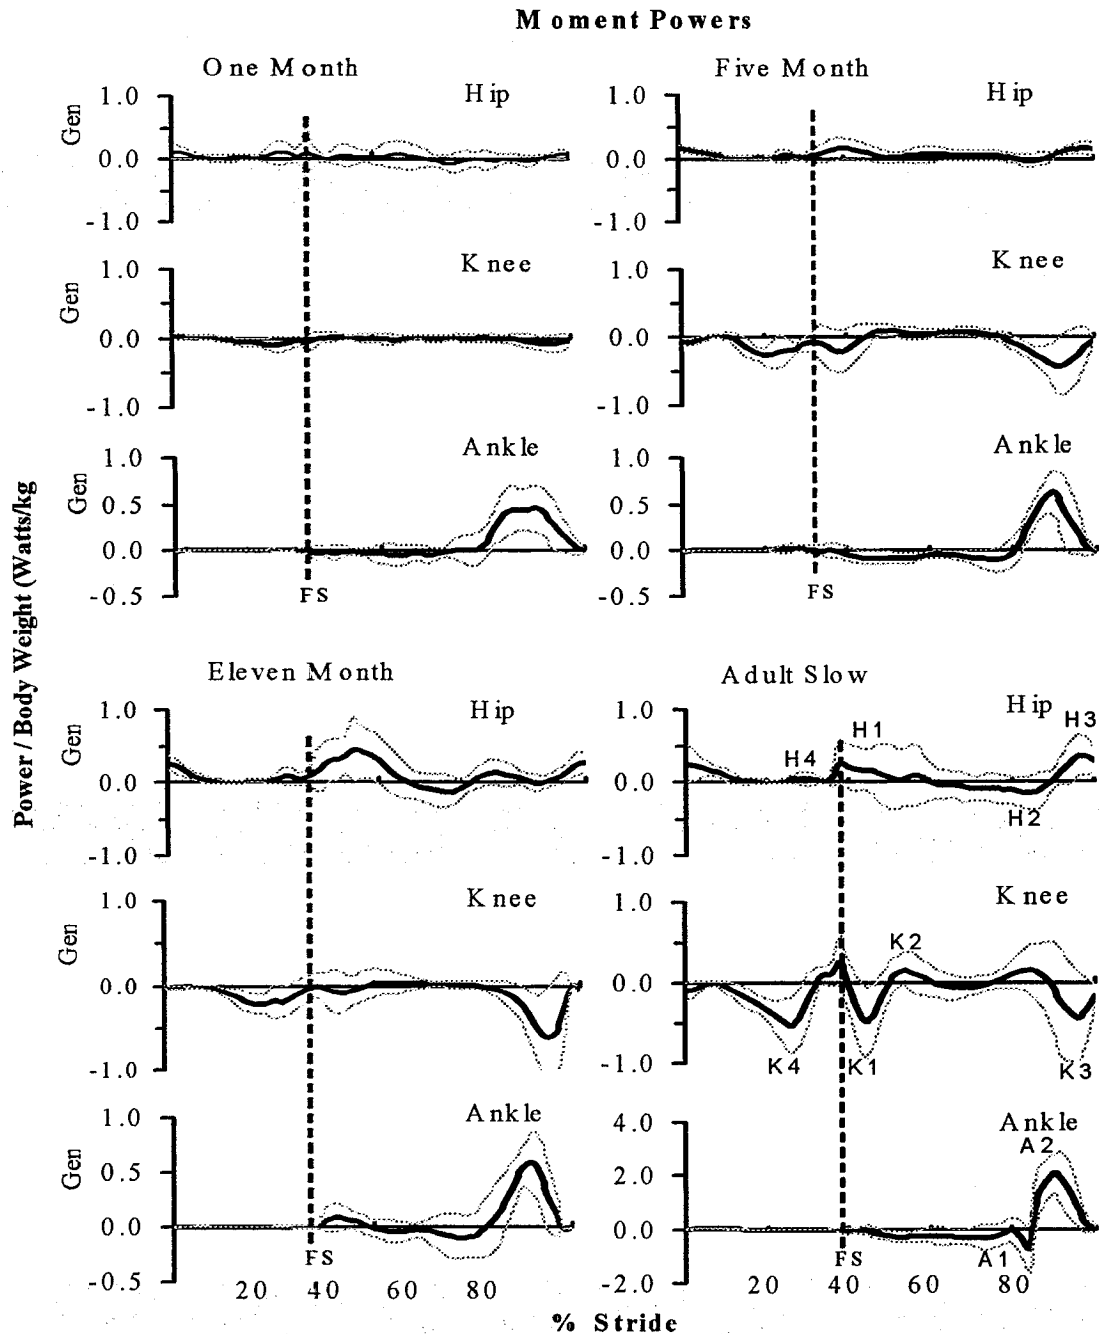 Moment Powers
One Month
Five Month
Hip
Hip
Gen
1.0
0.0
-1.0
1.0
0.0
-1.0
Knee
Knee
Gen
1.0
0.0
-1.0
1.0
0.0
-1.0
Ankle
Ankle
Gen
1.0
0.5
0.0
-0.5
FS
1.0
0.5
0.0
-0.5
FS
Power / Body Weight (Watts/kg
Eleven Month
Adult Slow
Hip
Hip
Gen
1.0
0.0
-1.0
1.0
0.0
-1.0
H4
H1
H2
H3
Knee
Knee
Gen
1.0
0.0
-1.0
1.0
0.0
-1.0
K4
K1
K2
K3
Ankle
Ankle
Gen
1.0
0.5
0.0
-0.5
FS
20 40 60 80
4.0
2.0
0.0
-2.0
A2
A1
FS
20 40 60 80
% Stride